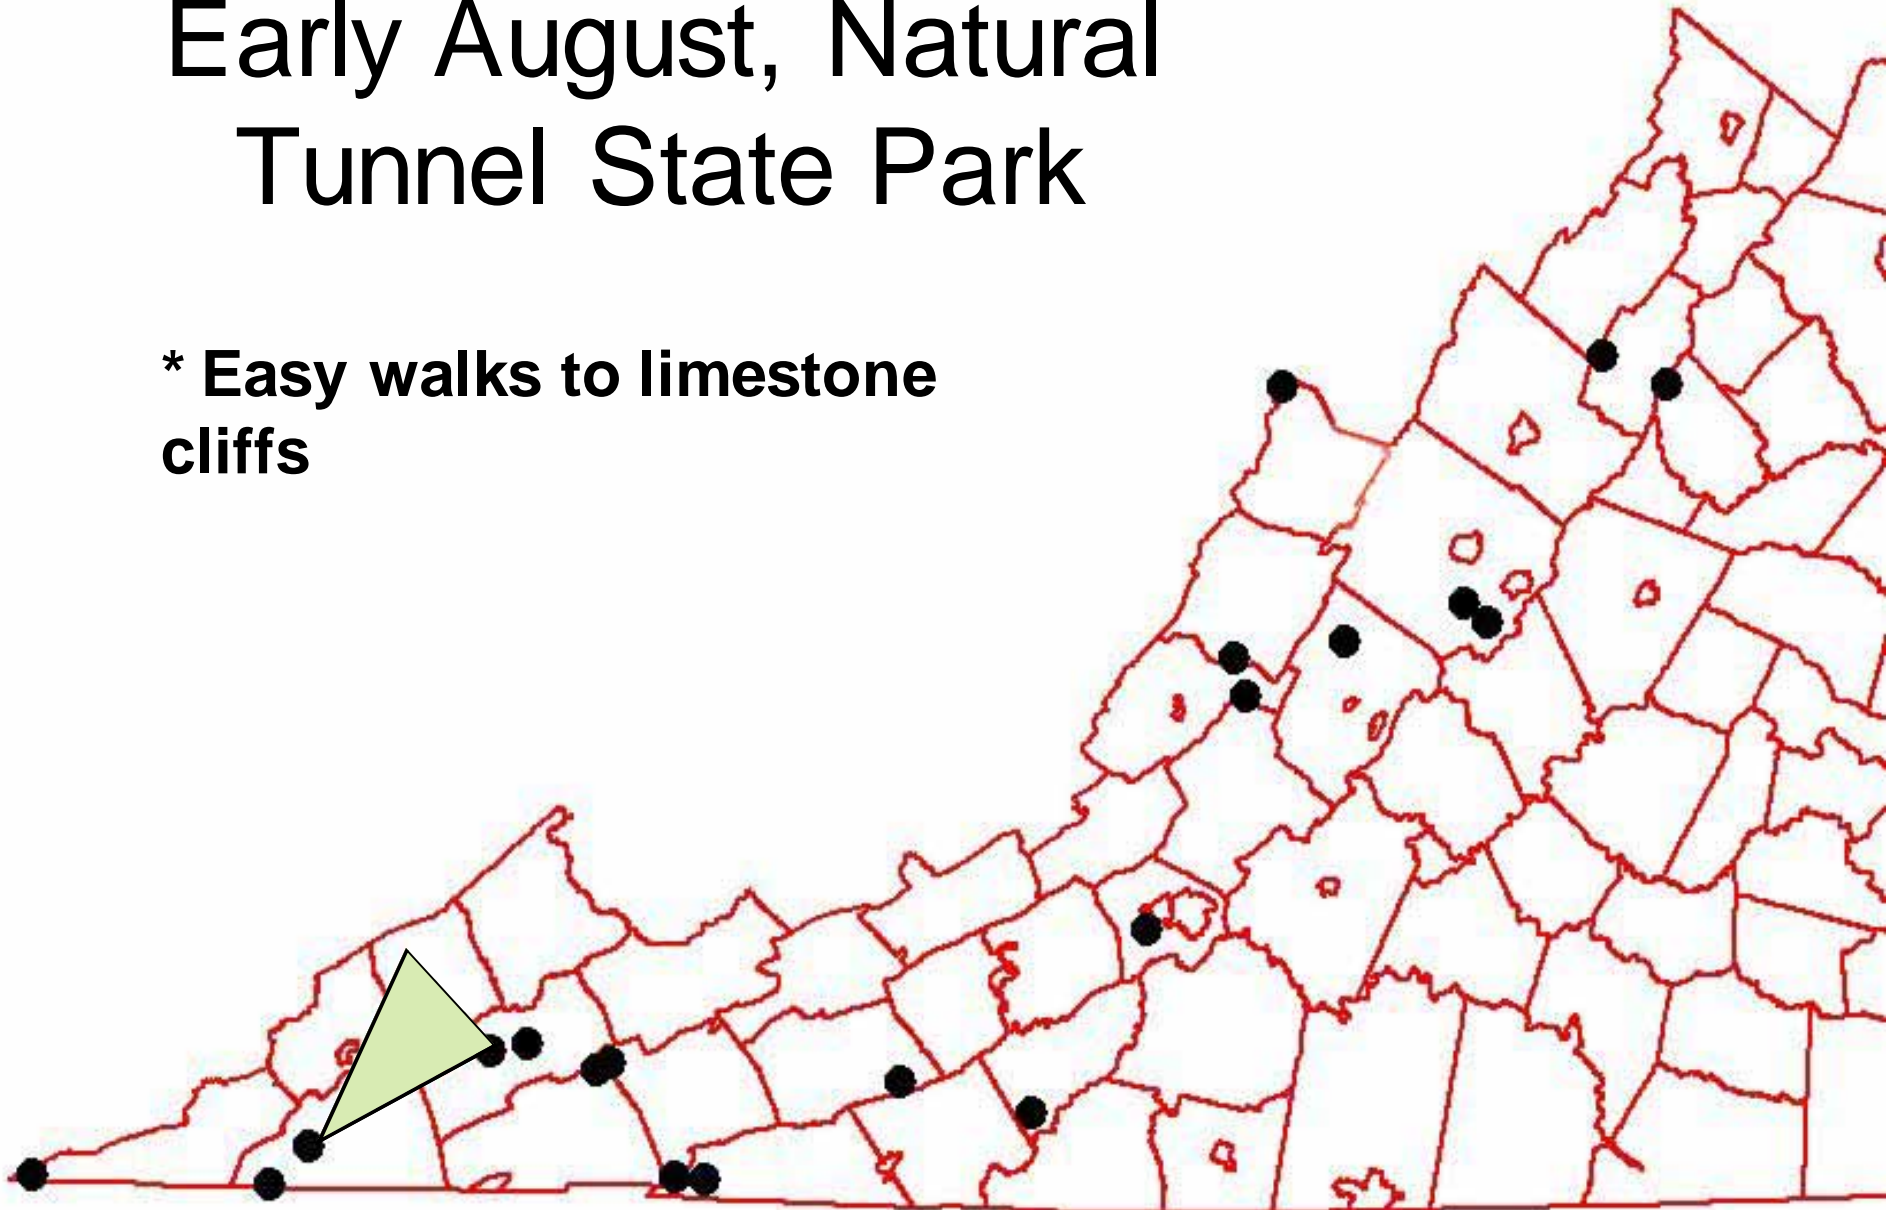 Early August, Natural
Tunnel State Park
* Easy walks to limestone
cliffs